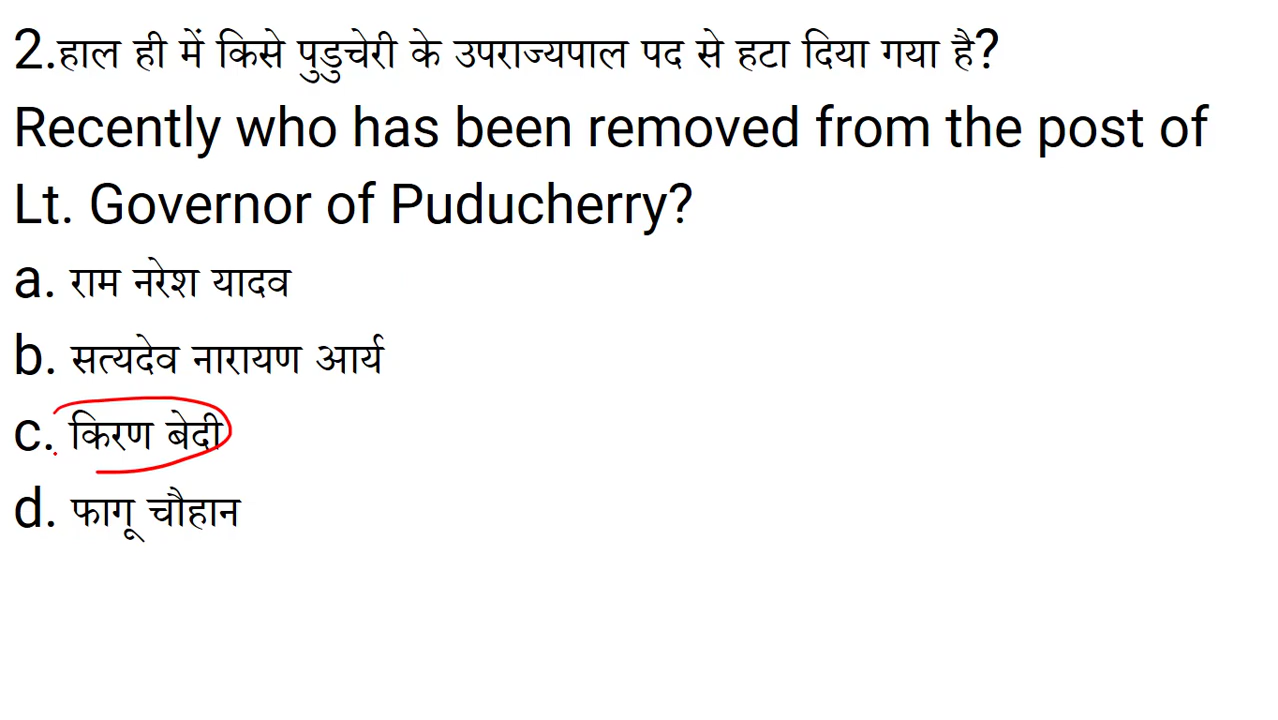 2.हाल ही में किसे पुडुचेरी के उपराज्यपाल पद से हटा दिया गया है?
Recently who has been removed from the post of
Lt. Governor of Puducherry?
a. राम नरेश यादव
b. सत्यदेव नारायण आर्य
c. किरण बेदी
d. फागू चौहान